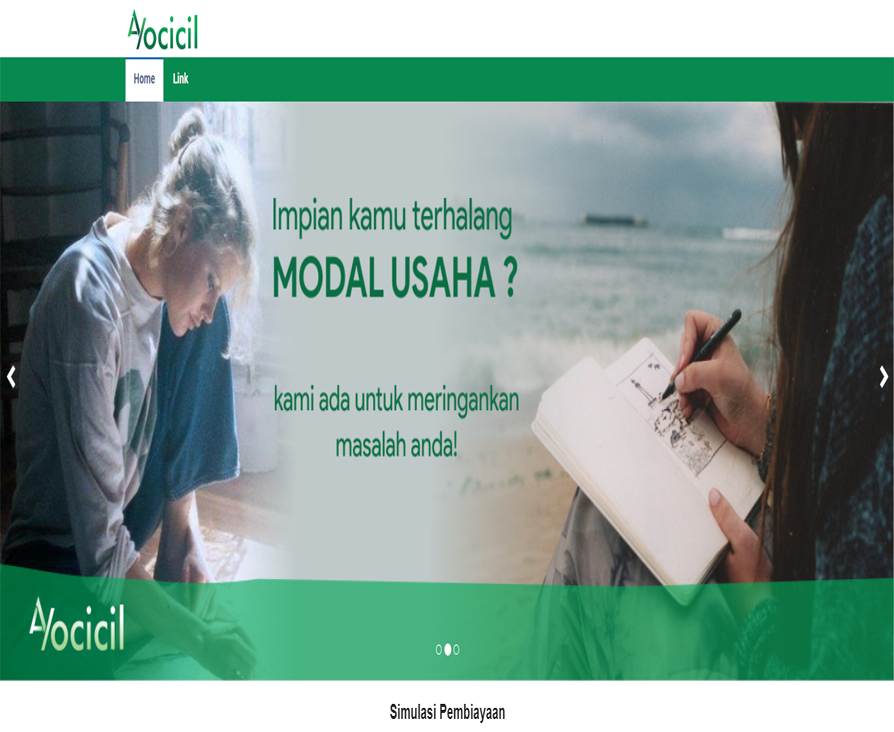 Ayocicil
Home Link
Impian kamu terhalang
MODAL USAHA ?
kami ada untuk meringankan
masalah anda!
Ayocicil
Simulasi Pembiayaan